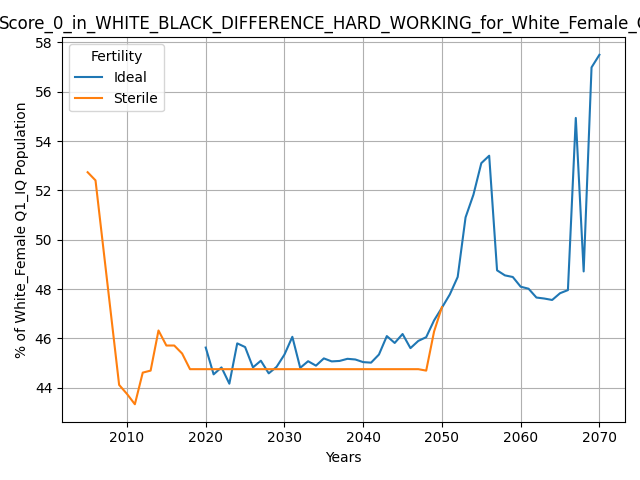 Score_0_in_WHITE_BLACK_DIFFERENCE_HARD_WORKING_for_White_Female_
58
56
54
52
50
48
46
44
% of White_Female Q1_IQ Population
Fertility
Ideal
Sterile
2010 2020 2030 2040 2050 2060 2070
Years